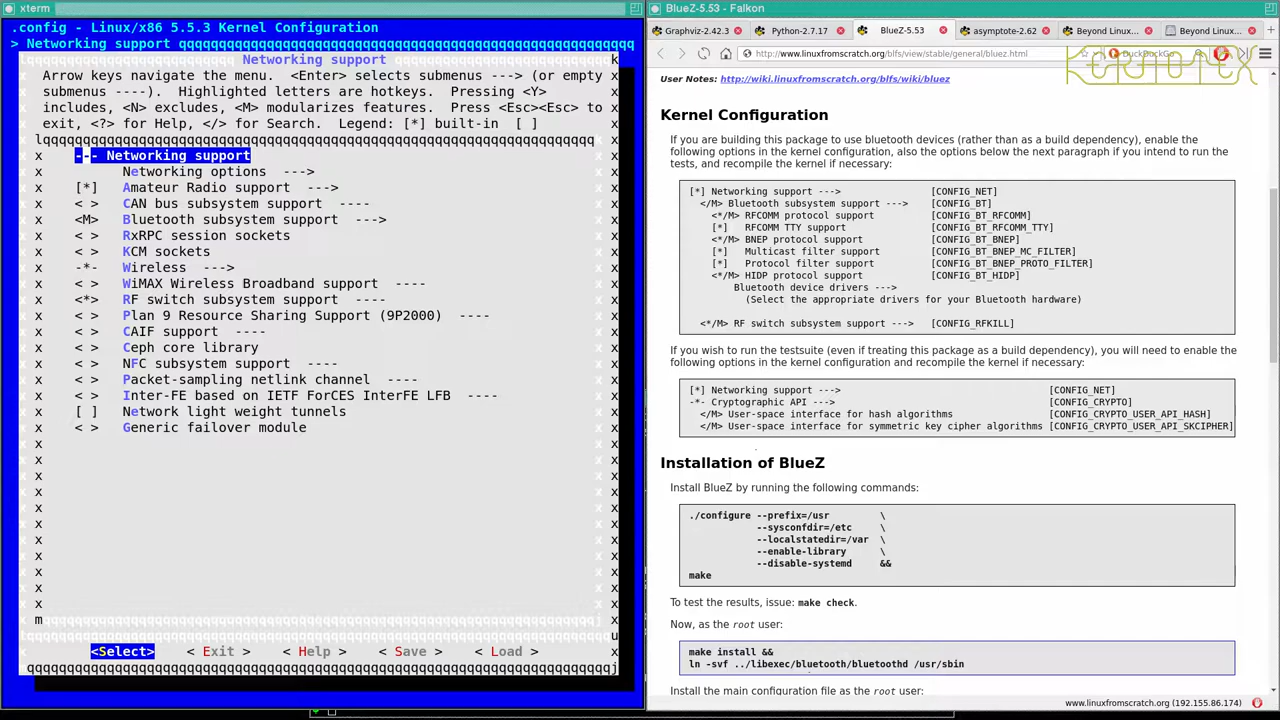 xterm
.config - Linux/x86 5.5.3 Kernel Configuration
> Networking support qqqqqqqqqqqqqqqqqqqqqqqqqqqqqqqqqqqqqqqqqqqqqqqqqqqqqqqqq
Networking support
Arrow keys navigate the menu.  <Enter> selects submenus ---> (or empty
submenus ----).  Highlighted letters are hotkeys.  Pressing <Y>
includes, <N> excludes, <M> modularizes features.  Press <Esc><Esc> to
exit, <?> for Help, </> for Search.  Legend: [*] built-in  [ ]
--- Networking support
Networking options  --->
[*]   Amateur Radio support  --->
< >   CAN bus subsystem support  ----
<M>   Bluetooth subsystem support  --->
< >   RxRPC session sockets
< >   KCM sockets
-*-   Wireless  --->
< >   WiMAX Wireless Broadband support  ----
<*>   RF switch subsystem support  ----
< >   Plan 9 Resource Sharing Support (9P2000)  ----
< >   CAIF support  ----
< >   Ceph core library
< >   NFC subsystem support  ----
< >   Packet-sampling netlink channel  ----
< >   Inter-FE based on IETF ForCES InterFE LFB  ----
[ ]   Network light weight tunnels
< >   Generic failover module
<Select>    < Exit >    < Help >    < Save >    < Load >
BlueZ-5.53 - Falkon
Graphviz-2.42.3
Python-2.7.17
BlueZ-5.53
asymptote-2.62
Beyond Linux...
Beyond Linux...
http://www.linuxfromscratch.org/blfs/view/stable/general/bluez.html
DuckDuckGo
User Notes: http://wiki.linuxfromscratch.org/blfs/wiki/bluez
Kernel Configuration
If you are building this package to use bluetooth devices (rather than as a build dependency), enable the
following options in the kernel configuration, also the options below the next paragraph if you intend to run the
tests, and recompile the kernel if necessary:
[*] Networking support --->               [CONFIG_NET]
</M> Bluetooth subsystem support --->    [CONFIG_BT]
<*/M> RFCOMM protocol support          [CONFIG_BT_RFCOMM]
[*]   RFCOMM TTY support               [CONFIG_BT_RFCOMM_TTY]
<*/M> BNEP protocol support            [CONFIG_BT_BNEP]
[*]   Multicast filter support         [CONFIG_BT_BNEP_MC_FILTER]
[*]   Protocol filter support          [CONFIG_BT_BNEP_PROTO_FILTER]
<*/M> HIDP protocol support            [CONFIG_BT_HIDP]
Bluetooth device drivers --->
(Select the appropriate drivers for your Bluetooth hardware)
<*/M> RF switch subsystem support --->   [CONFIG_RFKILL]
If you wish to run the testsuite (even if treating this package as a build dependency), you will need to enable the
following options in the kernel configuration and recompile the kernel if necessary:
[*] Networking support --->                                     [CONFIG_NET]
-*- Cryptographic API --->                                      [CONFIG_CRYPTO]
</M> User-space interface for hash algorithms                 [CONFIG_CRYPTO_USER_API_HASH]
</M> User-space interface for symmetric key cipher algorithms [CONFIG_CRYPTO_USER_API_SKCIPHER]
Installation of BlueZ
Install BlueZ by running the following commands:
./configure --prefix=/usr         \
--sysconfdir=/etc     \
--localstatedir=/var  \
--enable-library      \
--disable-systemd     &&
make
To test the results, issue: make check.
Now, as the root user:
make install &&
ln -svf ../libexec/bluetooth/bluetoothd /usr/sbin
Install the main configuration file as the root user:
www.linuxfromscratch.org (192.155.86.174)